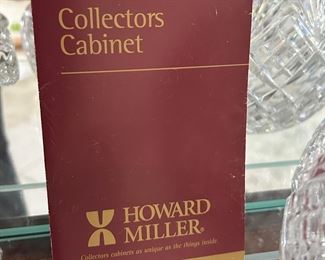 Collectors
Cabinet
HOWARD
MILLER®
Collectors cabinets as unique as the things inside.